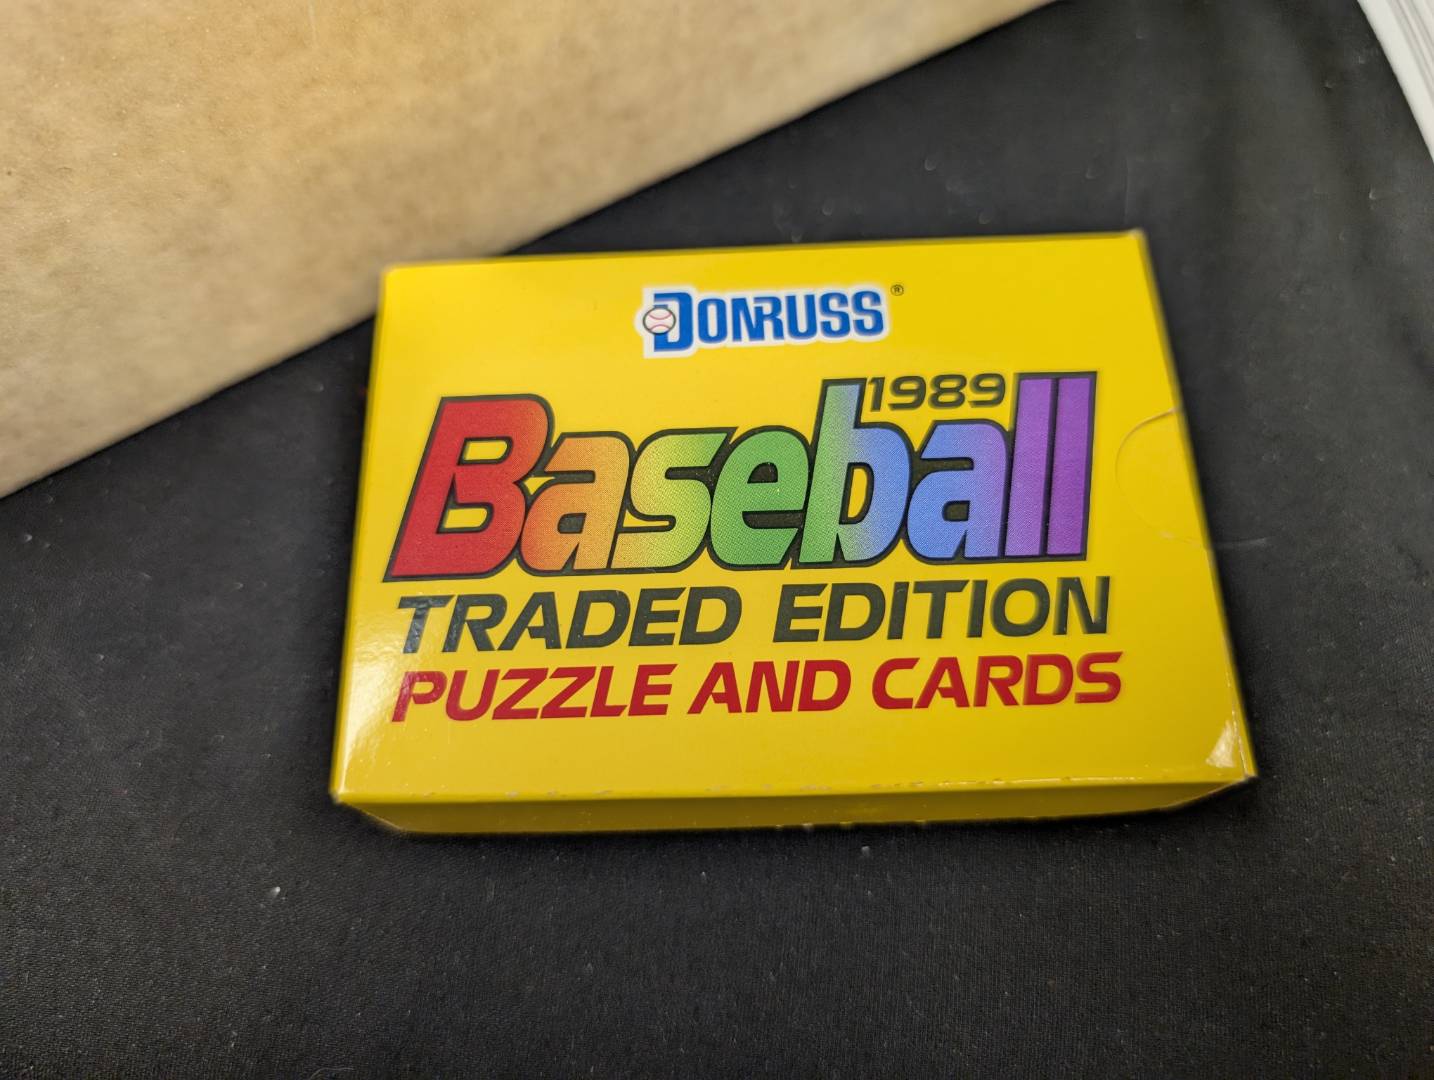 DONRUSS®
1989
Baseball
TRADED EDITION
PUZZLE AND CARDS